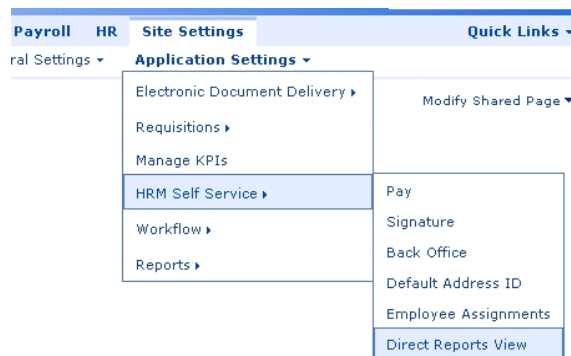 Payroll HR Site Settings Quick Links
ral Settings Application Settings
Electronic Document Delivery
Modify Shared Page
Requisitions
Manage KPIs
HRM Self Service
Pay
Signature
Workflow
Back Office
Reports
Default Address ID
Employee Assignments
Direct Reports View